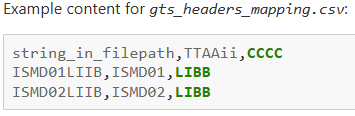 Example content for gts_headers_mapping.csv:
string_in_filepath,TTAAii,CCCC
ISMD01LIIB,ISMD01,LIBB
ISMD02LIIB,ISMD02,LIBB